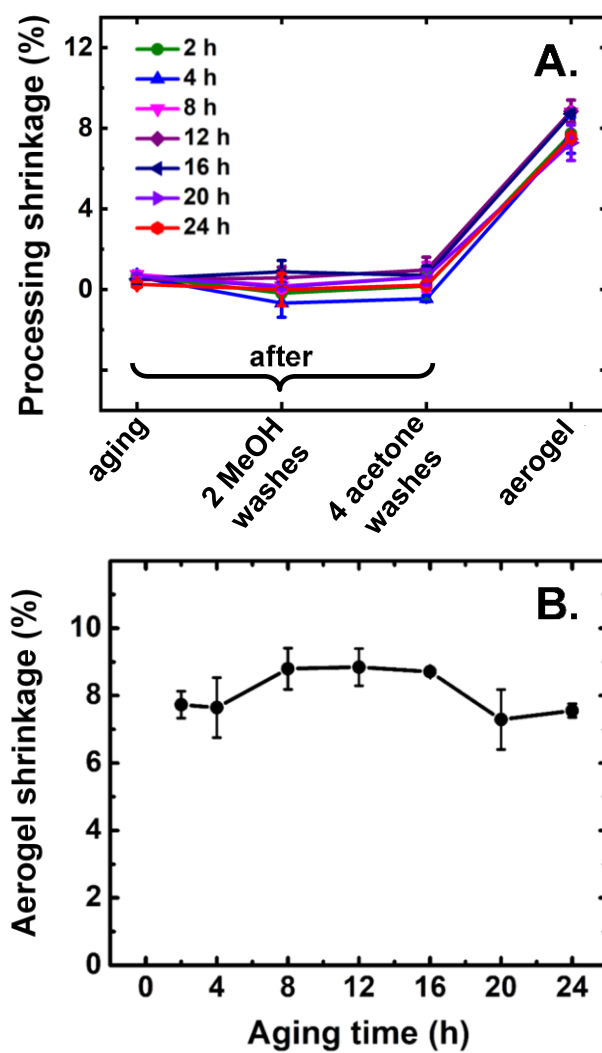 Processing shrinkage (%)
12
8
4
0
A.
2 h
4 h
8 h
12 h
16 h
20 h
24 h
after
aging
2 MeOH
washes
4 acetone
washes
aerogel
Aerogel shrinkage (%)
10
8
6
4
2
0
B.
0 4 8 12 16 20 24
Aging time (h)